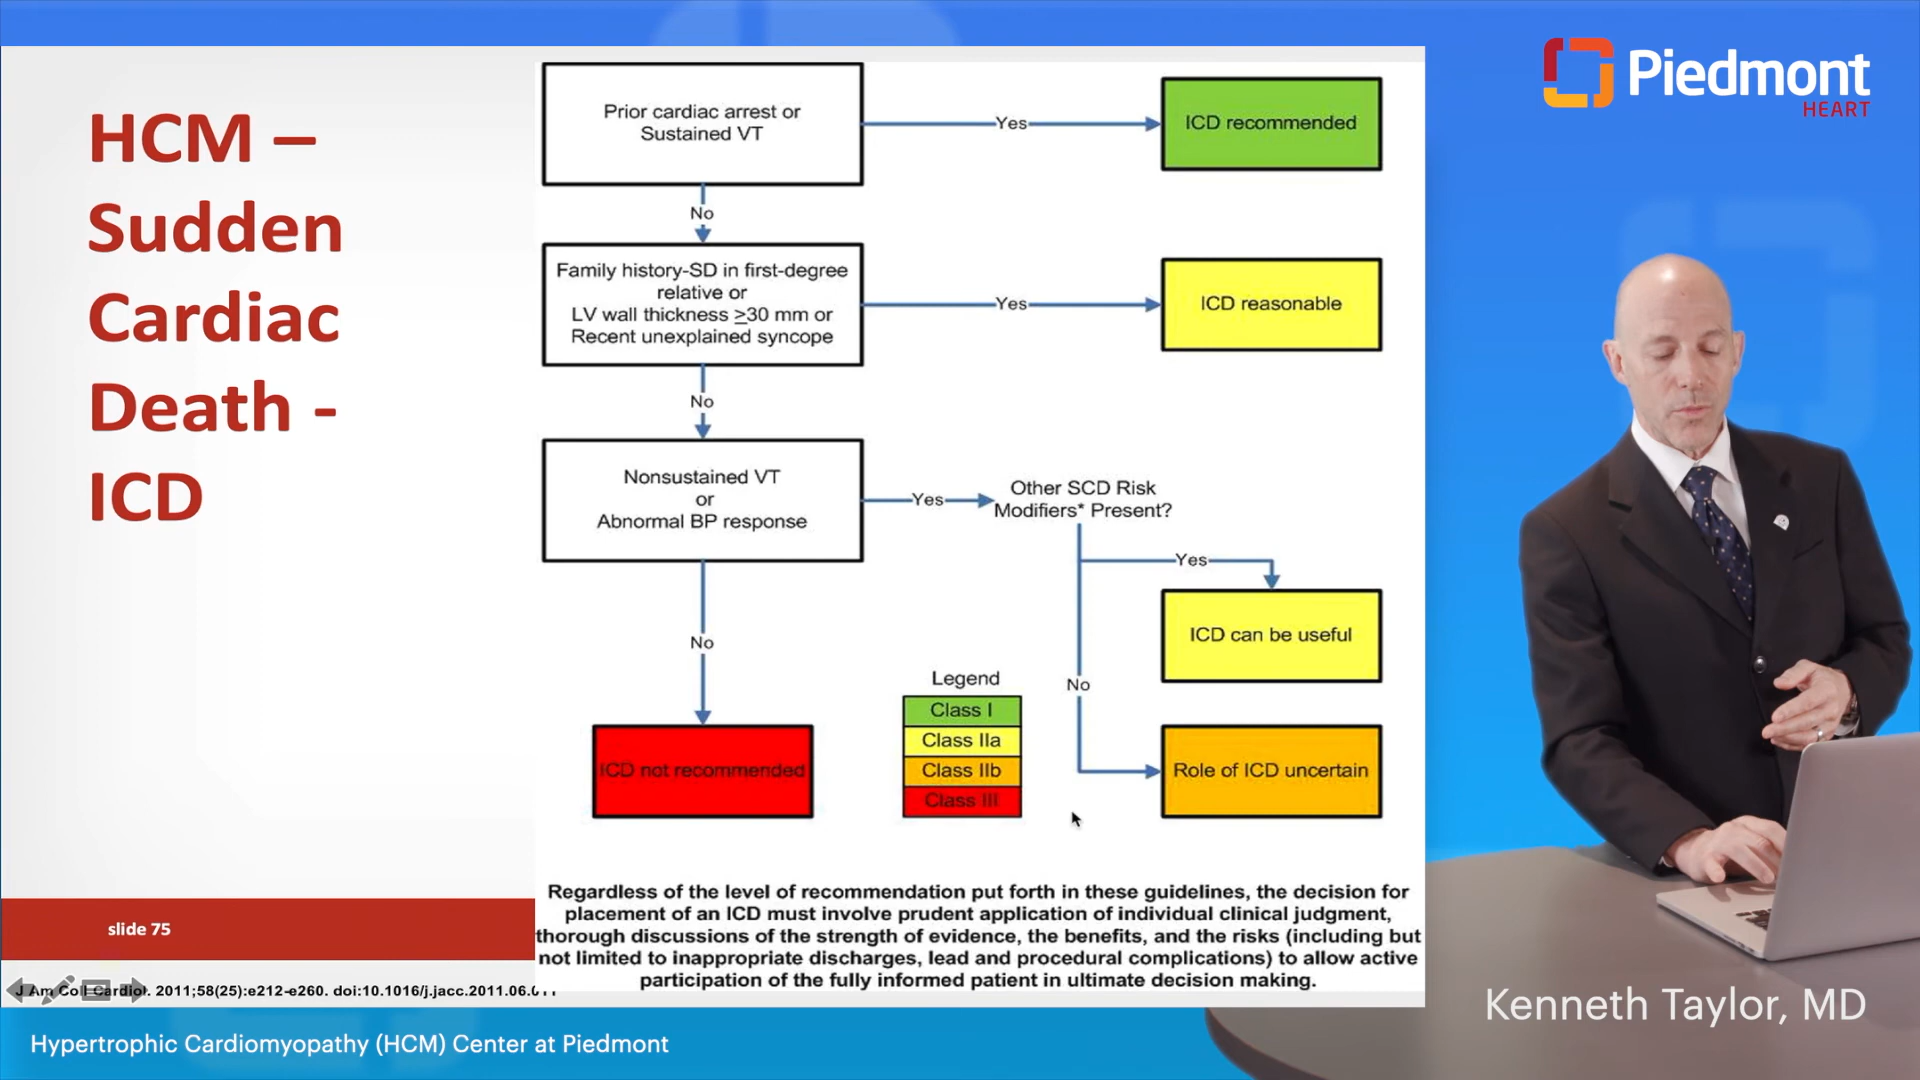 Piedmont
HEART
HCM –
Sudden
Cardiac
Death -
ICD
Prior cardiac arrest or
Sustained VT
Yes
ICD recommended
No
Family history-SD in first-degree
relative or
LV wall thickness ≥30 mm or
Recent unexplained syncope
Yes
ICD reasonable
No
Nonsustained VT
or
Abnormal BP response
Yes
Other SCD Risk
Modifiers* Present?
Yes
ICD can be useful
No
No
Legend
Class I
Class IIa
Class IIb
Class III
ICD not recommended
Role of ICD uncertain
Regardless of the level of recommendation put forth in these guidelines, the decision for
placement of an ICD must involve prudent application of individual clinical judgment,
thorough discussions of the strength of evidence, the benefits, and the risks (including but
not limited to inappropriate discharges, lead and procedural complications) to allow active
participation of the fully informed patient in ultimate decision making.
slide 75
J Am Coll Cardiol. 2011;58(25):e212-e260.
Kenneth Taylor, MD
Hypertrophic Cardiomyopathy (HCM) Center at Piedmont